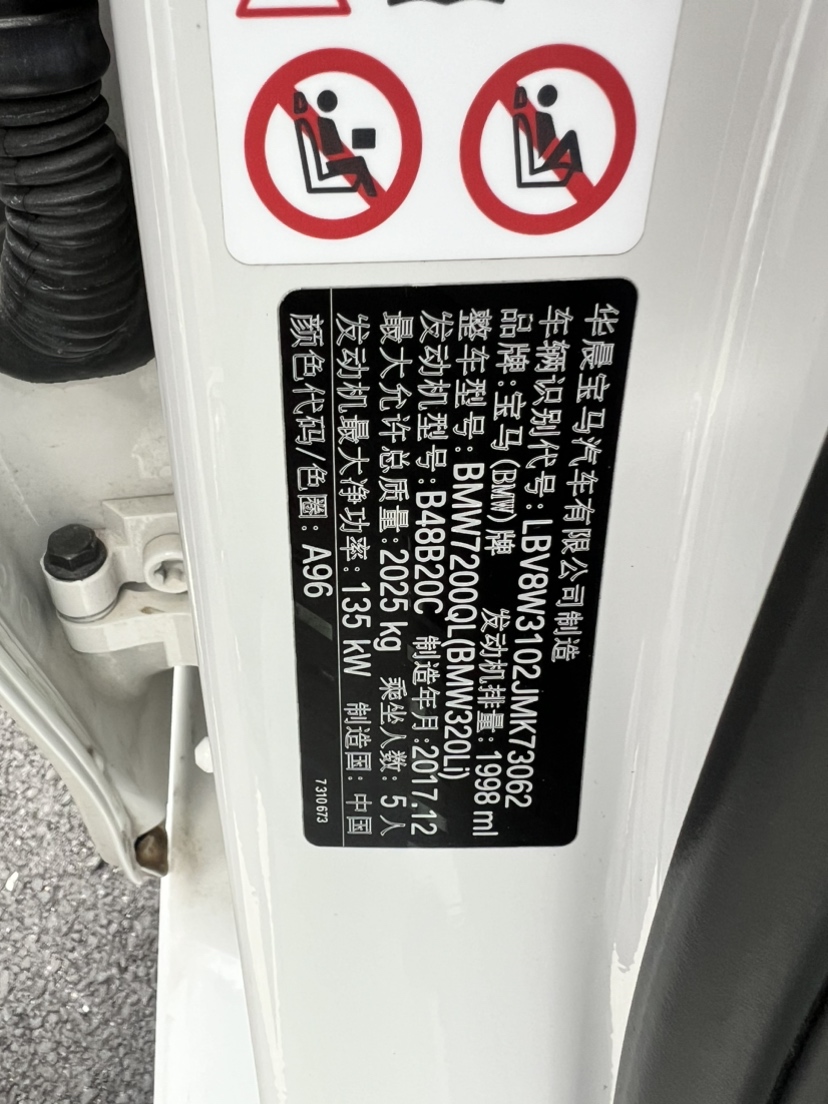 华晨宝马汽车有限公司制造
车辆识别代号: LBV8W3102JMK73062
品牌: 宝马(BMW)牌 发动机排量: 1998 ml
整车型号: BMW7200QL(BMW320Li)
发动机型号: B48B20C 制造年月: 2017.12
最大允许总质量: 2025 kg 乘坐人数: 5 人
发动机最大净功率: 135 kW 制造国: 中国
颜色代码/色圈: A96 7 310 673